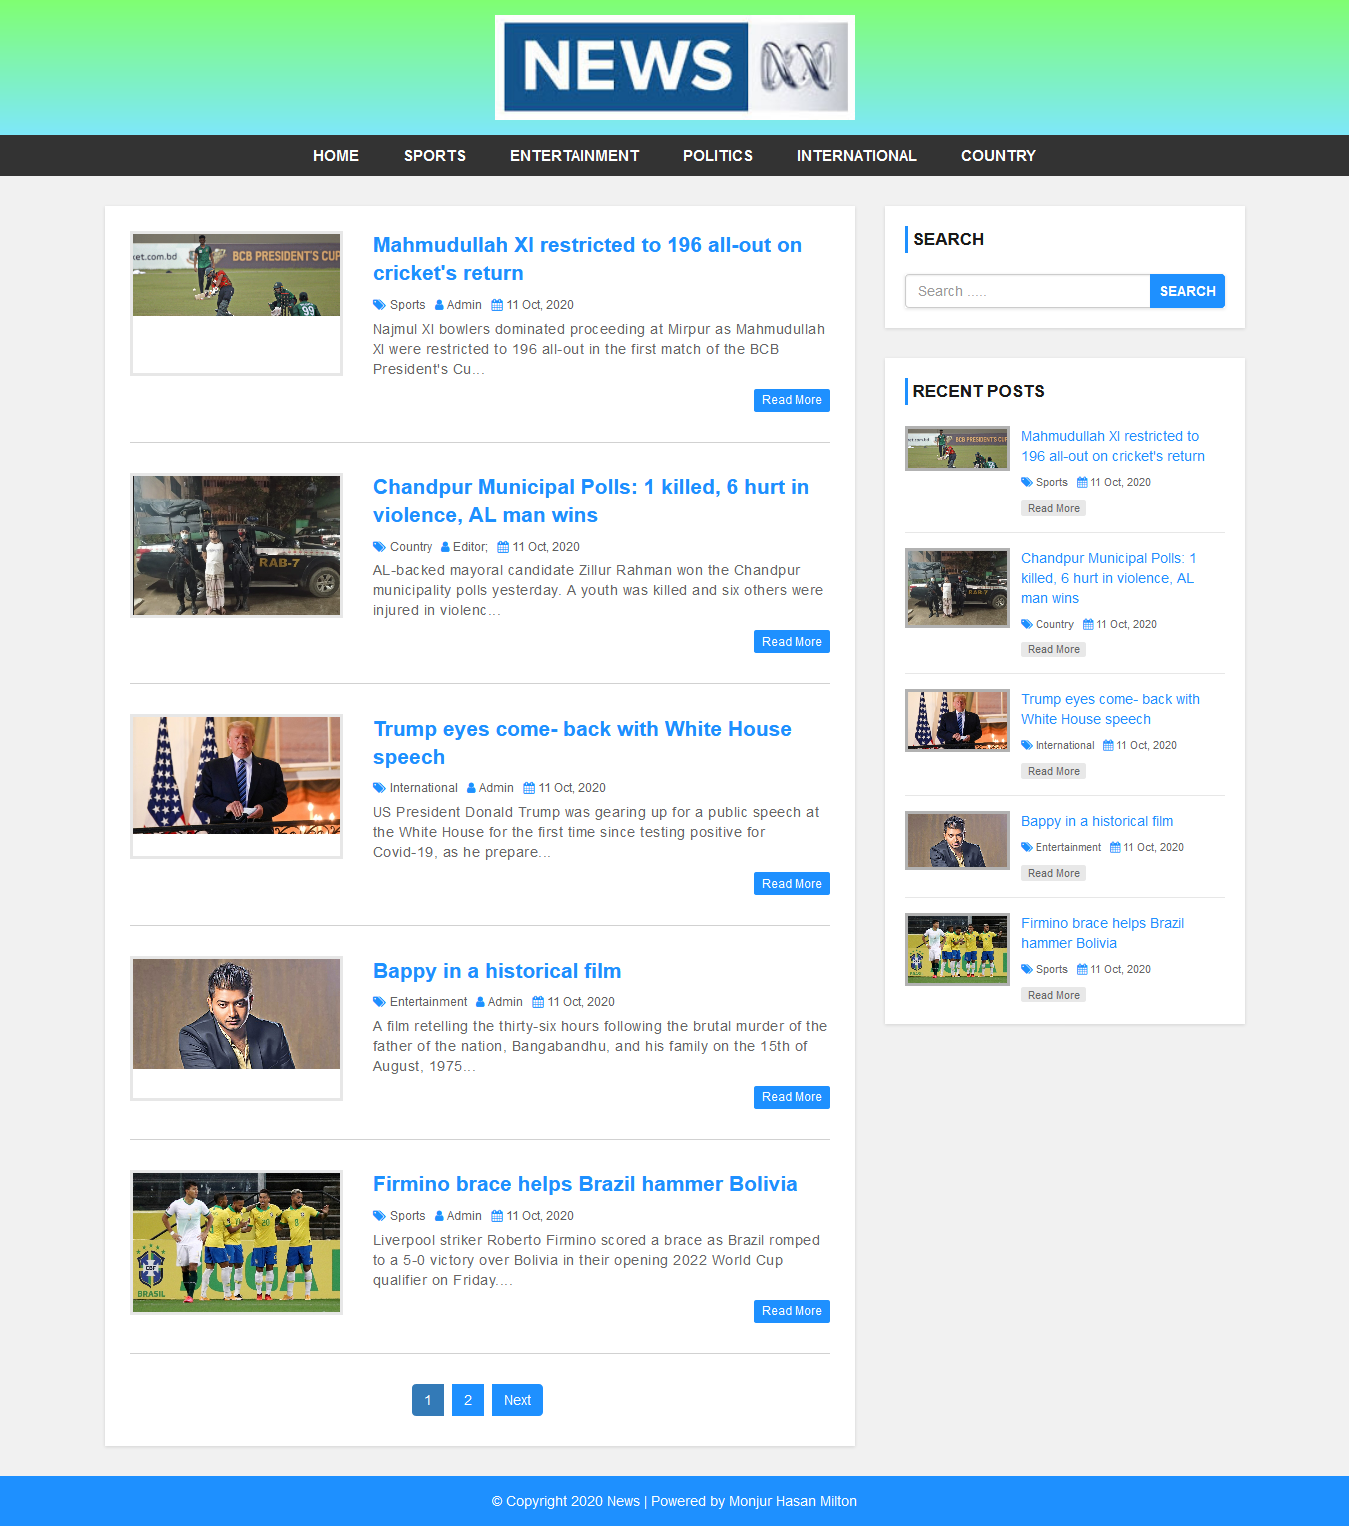 NEWS
HOME SPORTS ENTERTAINMENT POLITICS INTERNATIONAL COUNTRY
ket.com.bd BCB PRESIDENT'S CUP
99
Mahmudullah XI restricted to 196 all-out on
cricket's return
Sports Admin 11 Oct, 2020
Najmul XI bowlers dominated proceeding at Mirpur as Mahmudullah
XI were restricted to 196 all-out in the first match of the BCB
President's Cu...
Read More
RAB-7
Chandpur Municipal Polls: 1 killed, 6 hurt in
violence, AL man wins
Country Editor; 11 Oct, 2020
AL-backed mayoral candidate Zillur Rahman won the Chandpur
municipality polls yesterday. A youth was killed and six others were
injured in violenc...
Read More
Trump eyes come- back with White House
speech
International Admin 11 Oct, 2020
US President Donald Trump was gearing up for a public speech at
the White House for the first time since testing positive for
Covid-19, as he prepare...
Read More
Bappy in a historical film
Entertainment Admin 11 Oct, 2020
A film retelling the thirty-six hours following the brutal murder of the
father of the nation, Bangabandhu, and his family on the 15th of
August, 1975...
Read More
CBF
BRASIL
Firmino brace helps Brazil hammer Bolivia
Sports Admin 11 Oct, 2020
Liverpool striker Roberto Firmino scored a brace as Brazil romped
to a 5-0 victory over Bolivia in their opening 2022 World Cup
qualifier on Friday....
Read More
1 2 Next
SEARCH
Search ..... SEARCH
RECENT POSTS
BCB PRESIDENT'S CUP
Mahmudullah XI restricted to
196 all-out on cricket's return
Sports 11 Oct, 2020
Read More
Chandpur Municipal Polls: 1
killed, 6 hurt in violence, AL
man wins
Country 11 Oct, 2020
Read More
Trump eyes come- back with
White House speech
International 11 Oct, 2020
Read More
Bappy in a historical film
Entertainment 11 Oct, 2020
Read More
Firmino brace helps Brazil
hammer Bolivia
Sports 11 Oct, 2020
Read More
© Copyright 2020 News | Powered by Monjur Hasan Milton